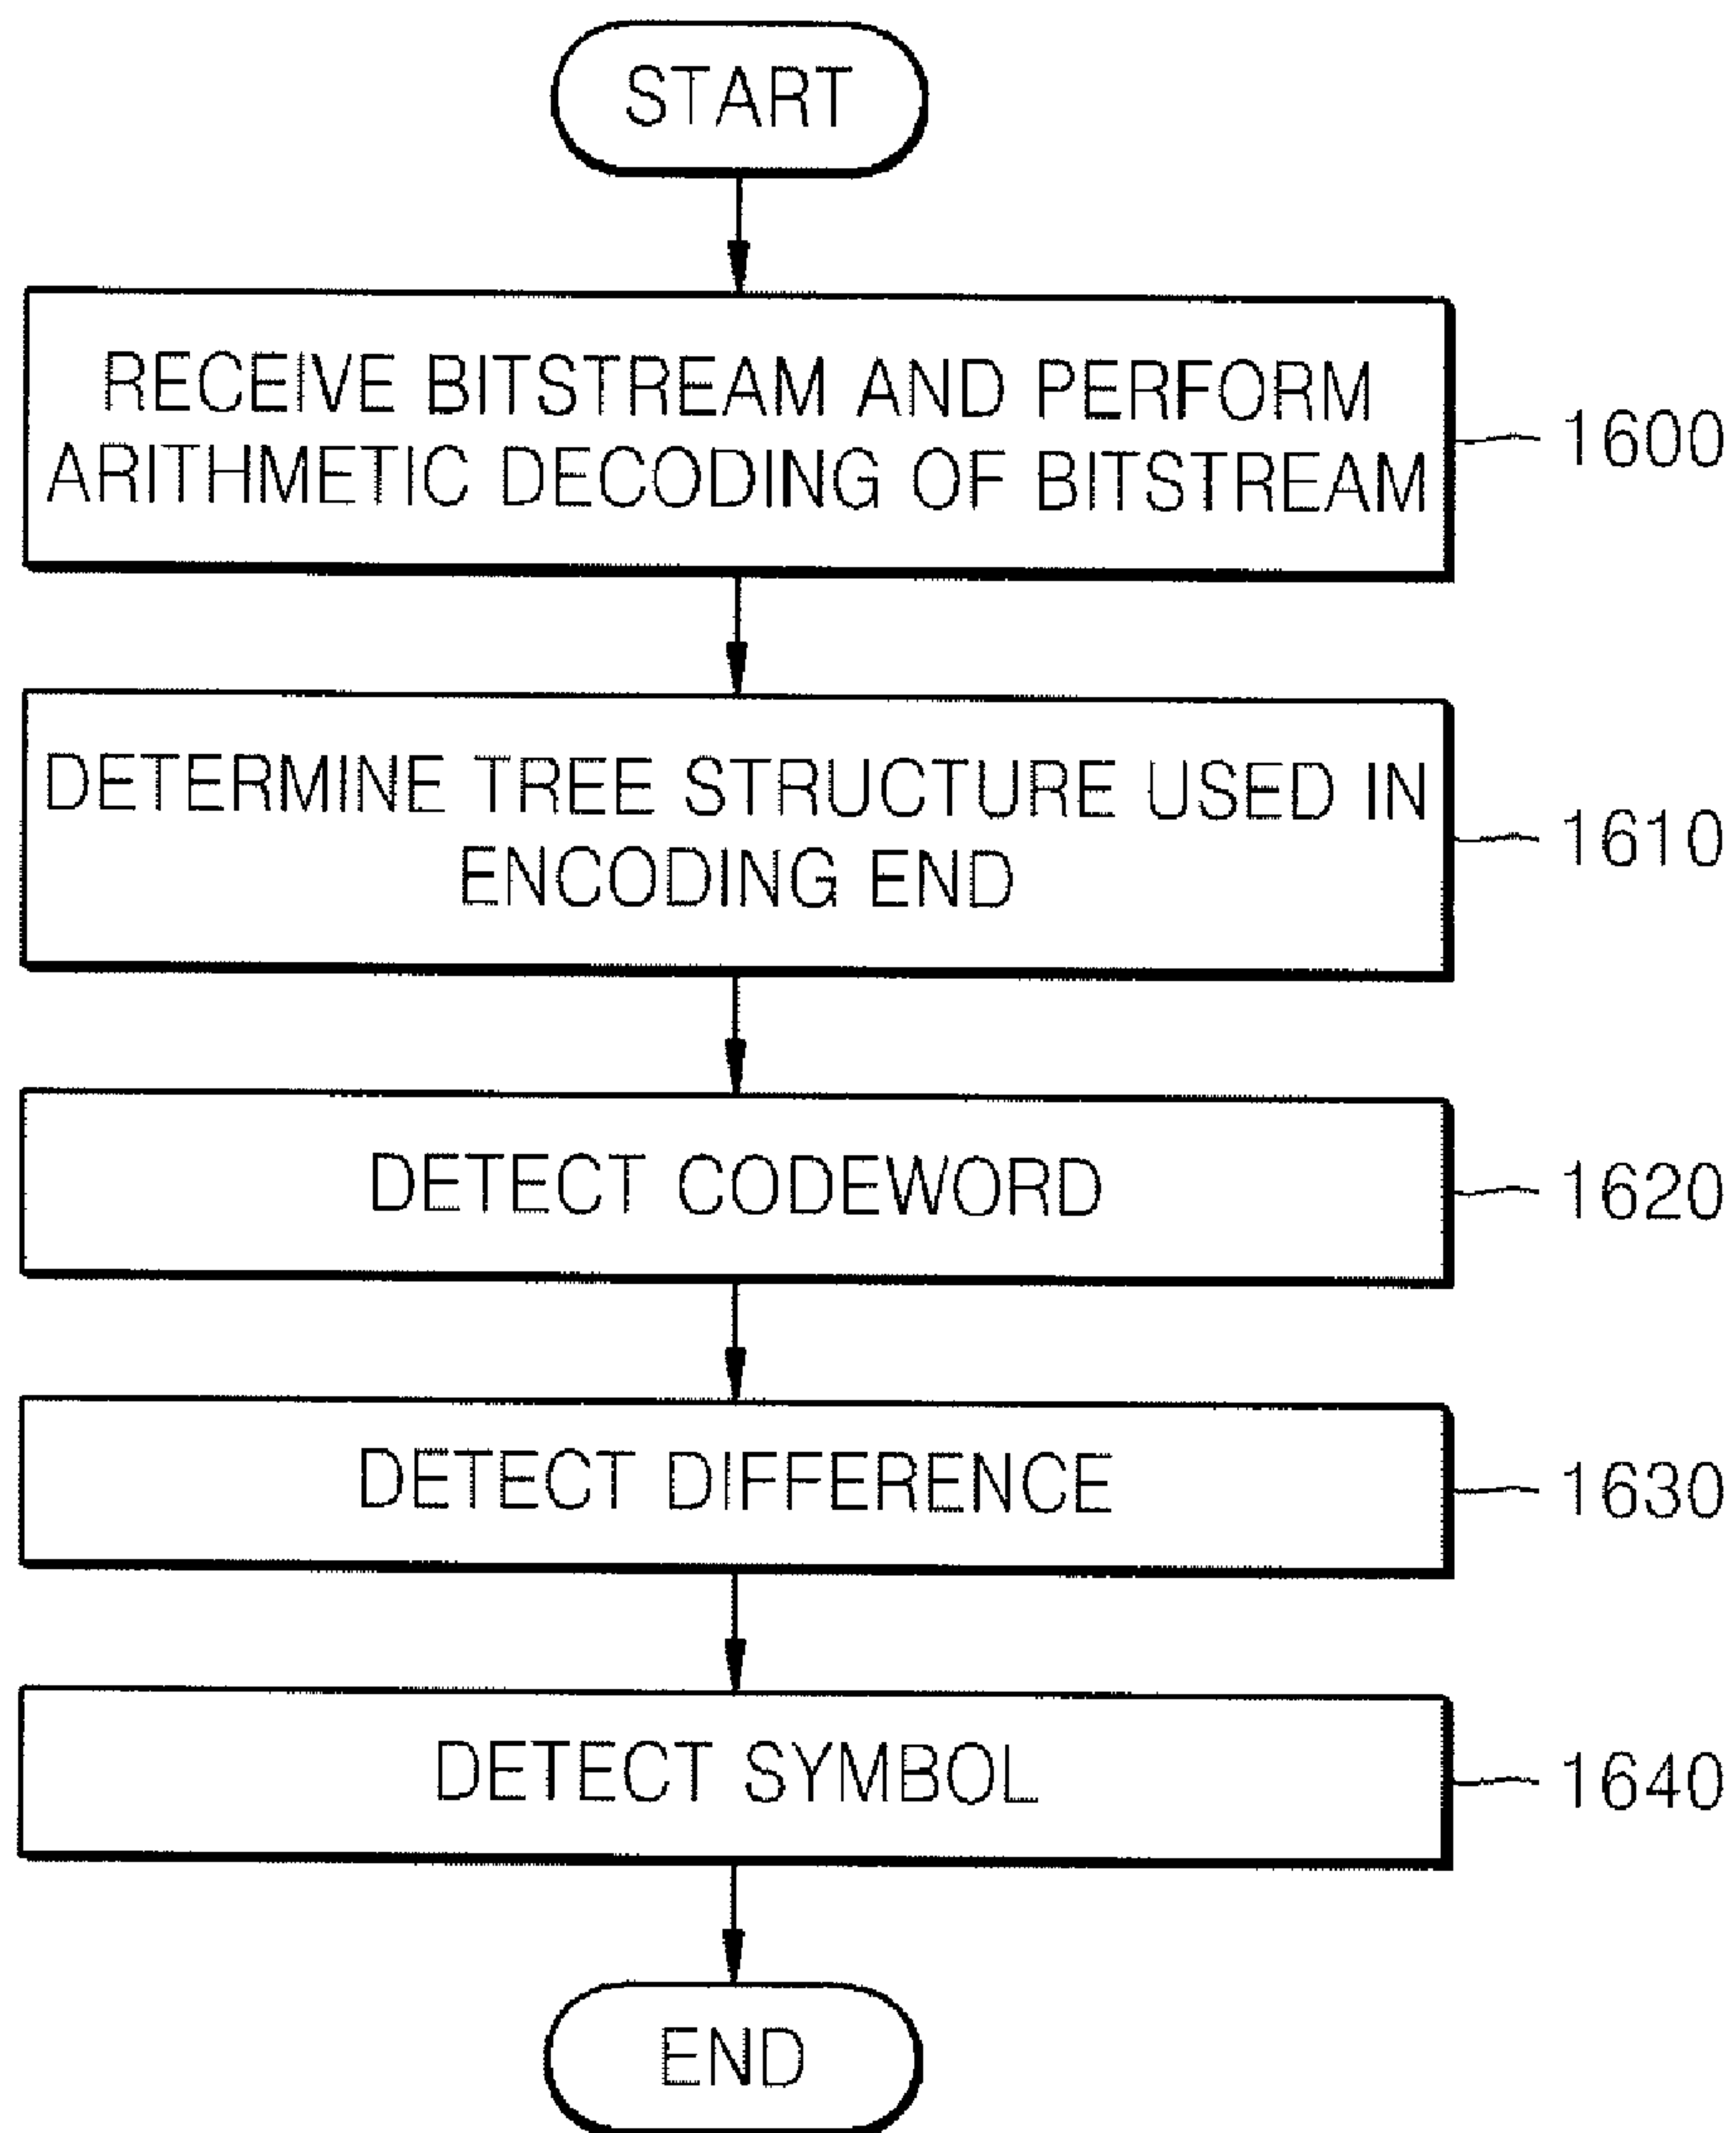 START
RECEIVE BITSTREAM AND PERFORM
ARITHMETIC DECODING OF BITSTREAM
1600
DETERMINE TREE STRUCTURE USED IN
ENCODING END
1610
DETECT CODEWORD
1620
DETECT DIFFERENCE
1630
DETECT SYMBOL
1640
END